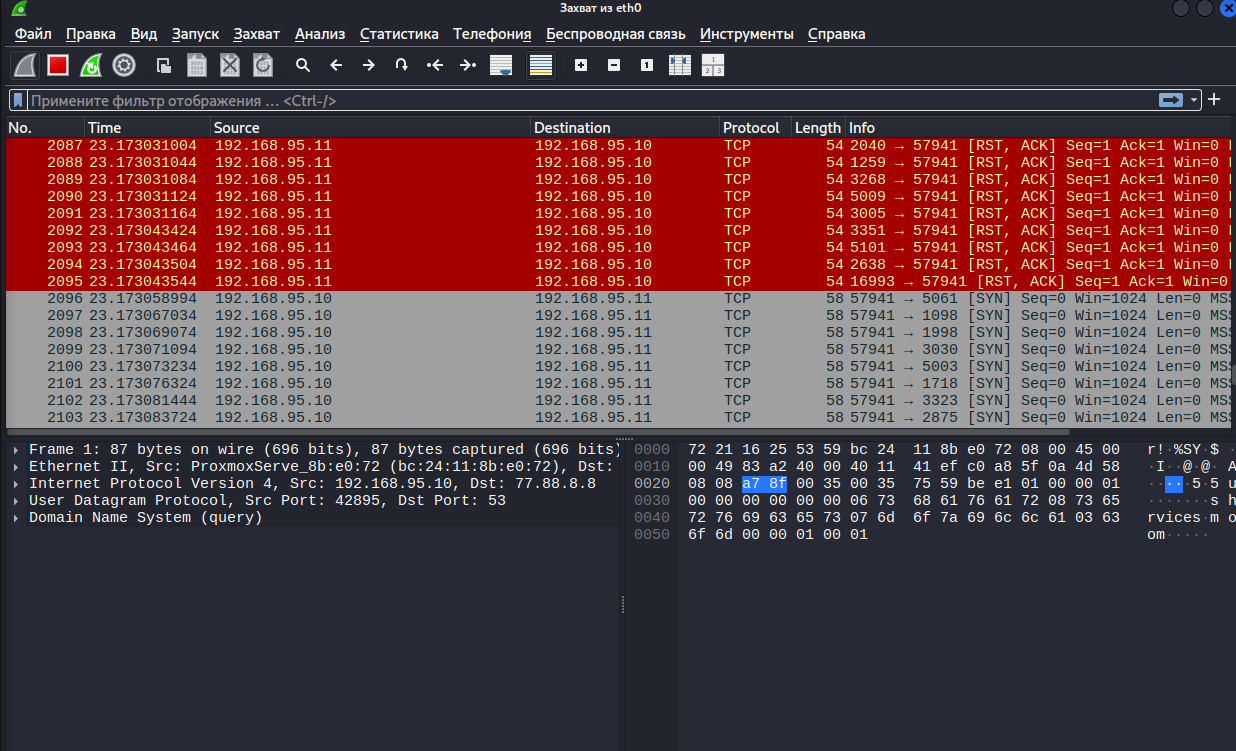 Захват из eth0
Файл Правка Вид Запуск Захват Анализ Статистика Телефония Беспроводная связь Инструменты Справка
Примените фильтр отображения … <Ctrl-/>
No. Time Source Destination Protocol Length Info
2087 23.173031004 192.168.95.11 192.168.95.10 TCP 54 2040 → 57941 [RST, ACK] Seq=1 Ack=1 Win=0
2088 23.173031044 192.168.95.11 192.168.95.10 TCP 54 1259 → 57941 [RST, ACK] Seq=1 Ack=1 Win=0
2089 23.173031084 192.168.95.11 192.168.95.10 TCP 54 3268 → 57941 [RST, ACK] Seq=1 Ack=1 Win=0
2090 23.173031124 192.168.95.11 192.168.95.10 TCP 54 5009 → 57941 [RST, ACK] Seq=1 Ack=1 Win=0
2091 23.173031164 192.168.95.11 192.168.95.10 TCP 54 3005 → 57941 [RST, ACK] Seq=1 Ack=1 Win=0
2092 23.173043424 192.168.95.11 192.168.95.10 TCP 54 3351 → 57941 [RST, ACK] Seq=1 Ack=1 Win=0
2093 23.173043464 192.168.95.11 192.168.95.10 TCP 54 5101 → 57941 [RST, ACK] Seq=1 Ack=1 Win=0
2094 23.173043504 192.168.95.11 192.168.95.10 TCP 54 2638 → 57941 [RST, ACK] Seq=1 Ack=1 Win=0
2095 23.173043544 192.168.95.11 192.168.95.10 TCP 54 16993 → 57941 [RST, ACK] Seq=1 Ack=1 Win=0
2096 23.173058994 192.168.95.10 192.168.95.11 TCP 58 57941 → 5061 [SYN] Seq=0 Win=1024 Len=0 MSS
2097 23.173067034 192.168.95.10 192.168.95.11 TCP 58 57941 → 1098 [SYN] Seq=0 Win=1024 Len=0 MSS
2098 23.173069074 192.168.95.10 192.168.95.11 TCP 58 57941 → 1998 [SYN] Seq=0 Win=1024 Len=0 MSS
2099 23.173071094 192.168.95.10 192.168.95.11 TCP 58 57941 → 3030 [SYN] Seq=0 Win=1024 Len=0 MSS
2100 23.173073234 192.168.95.10 192.168.95.11 TCP 58 57941 → 5003 [SYN] Seq=0 Win=1024 Len=0 MSS
2101 23.173076324 192.168.95.10 192.168.95.11 TCP 58 57941 → 1718 [SYN] Seq=0 Win=1024 Len=0 MSS
2102 23.173081444 192.168.95.10 192.168.95.11 TCP 58 57941 → 3323 [SYN] Seq=0 Win=1024 Len=0 MSS
2103 23.173083724 192.168.95.10 192.168.95.11 TCP 58 57941 → 2875 [SYN] Seq=0 Win=1024 Len=0 MSS
Frame 1: 87 bytes on wire (696 bits), 87 bytes captured (696 bits)
Ethernet II, Src: ProxmoxServe_8b:e0:72 (bc:24:11:8b:e0:72), Dst:
Internet Protocol Version 4, Src: 192.168.95.10, Dst: 77.88.8.8
User Datagram Protocol, Src Port: 42895, Dst Port: 53
Domain Name System (query)
0000 72 21 16 25 53 59 bc 24 11 8b e0 72 08 00 45 00 r!·%SY·$ ·
0010 00 49 83 a2 40 00 40 11 41 ef c0 a8 5f 0a 4d 58 ·I··@·@· A
0020 08 08 a7 8f 00 35 00 35 75 59 be e1 01 00 00 01 ·····5·5 u
0030 00 00 00 00 00 00 06 73 68 61 76 61 72 08 73 65 ·······s h
0040 72 76 69 63 65 73 07 6d 6f 7a 69 6c 6c 61 03 63 rvices·m o
0050 6f 6d 00 00 01 00 01 om·····